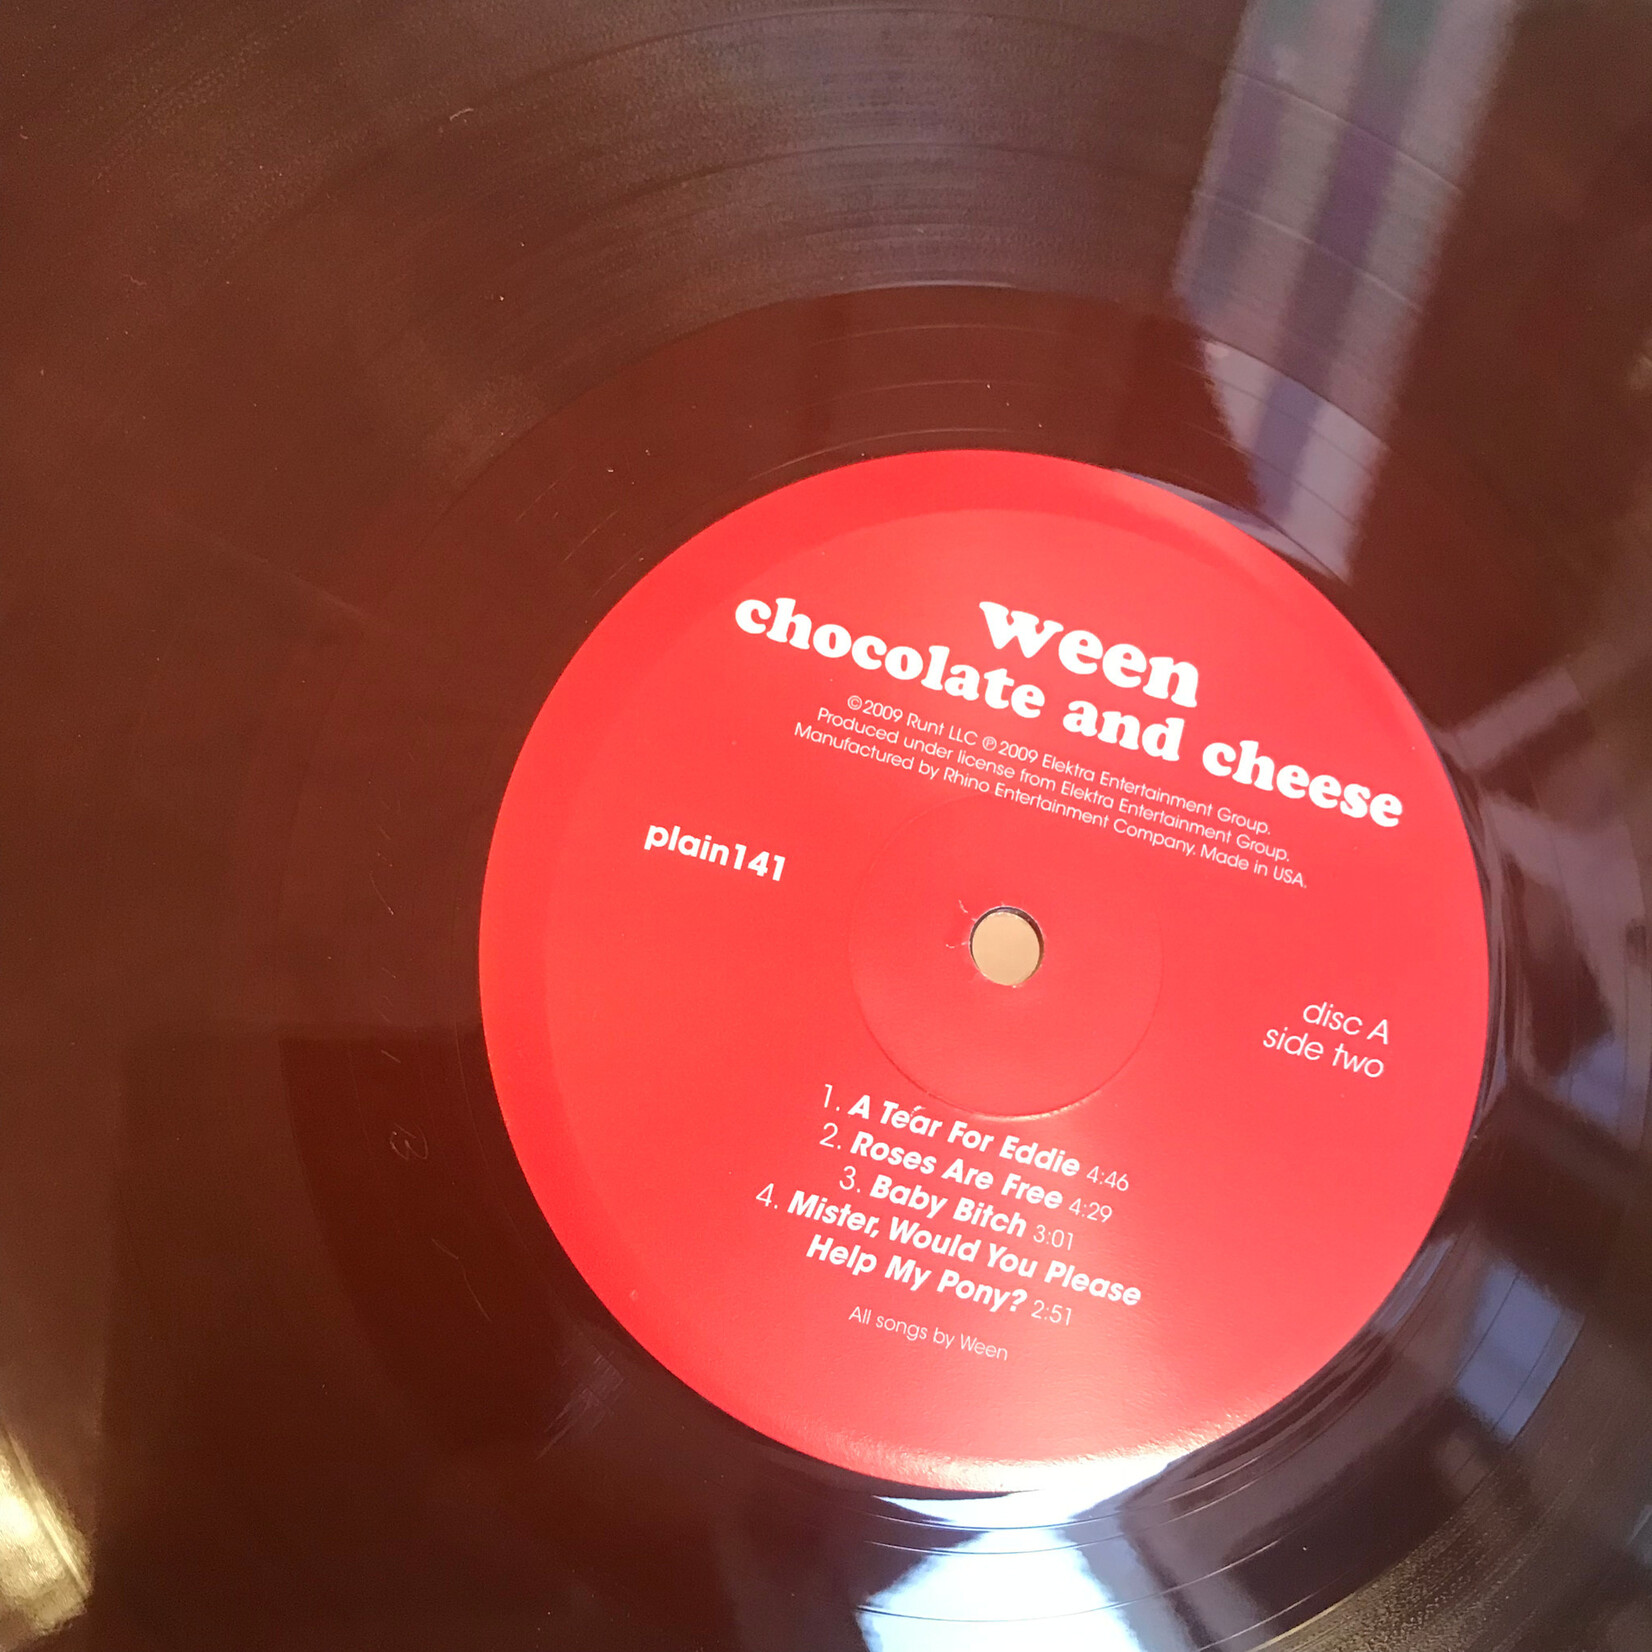 ween
chocolate and cheese
©2009 Runt LLC ℗2009 Elektra Entertainment Group.
Produced under license from Elektra Entertainment Group.
Manufactured by Rhino Entertainment Company. Made in USA.
plain141
disc A
side two
1. A Tear For Eddie 4:46
2. Roses Are Free 4:29
3. Baby Bitch 3:01
4. Mister, Would You Please
Help My Pony? 2:51
All songs by Ween